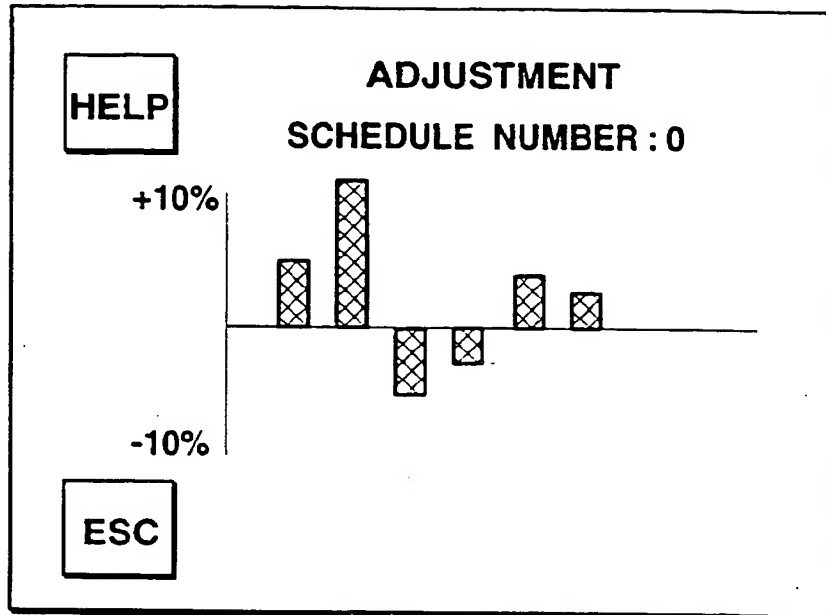 HELP
ADJUSTMENT
SCHEDULE NUMBER : 0
+10%
-10%
ESC